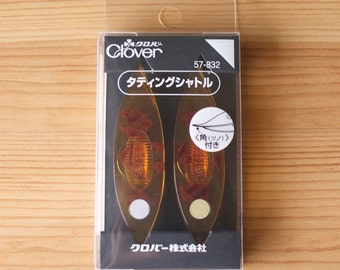 クロバー
Clover
57-832
タティングシャトル
角(ツノ)
付き
クロバー株式会社